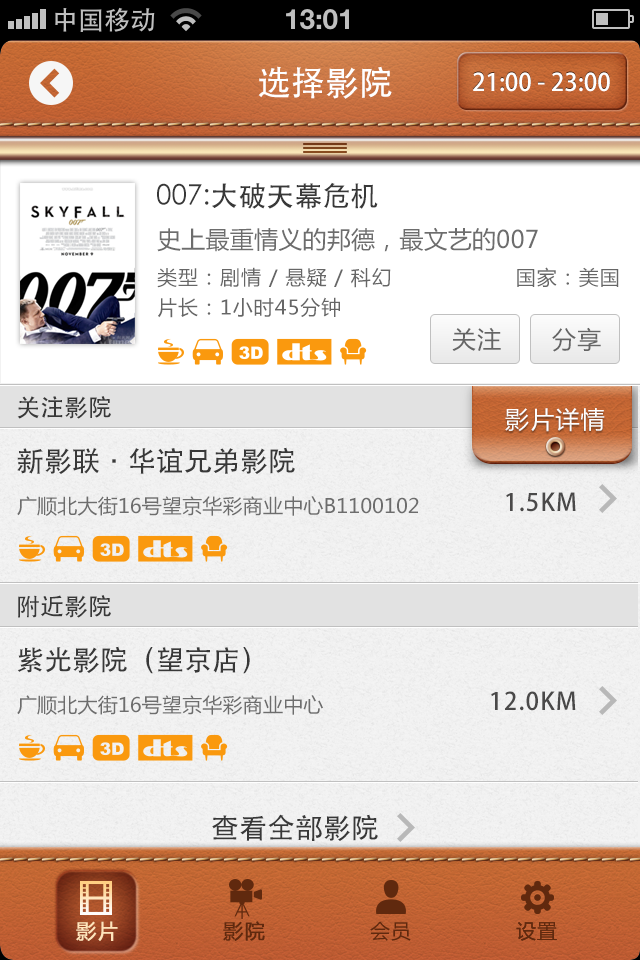 中国移动 13:01
选择影院 21:00 - 23:00
SKYFALL
007
NOVEMBER 9
007
007:大破天幕危机
史上最重情义的邦德，最文艺的007
类型：剧情 / 悬疑 / 科幻 国家：美国
片长：1小时45分钟
关注 分享
3D dts
关注影院 影片详情
新影联 · 华谊兄弟影院
广顺北大街16号望京华彩商业中心B1100102 1.5KM
3D dts
附近影院
紫光影院（望京店）
广顺北大街16号望京华彩商业中心 12.0KM
3D dts
查看全部影院
影片 影院 会员 设置